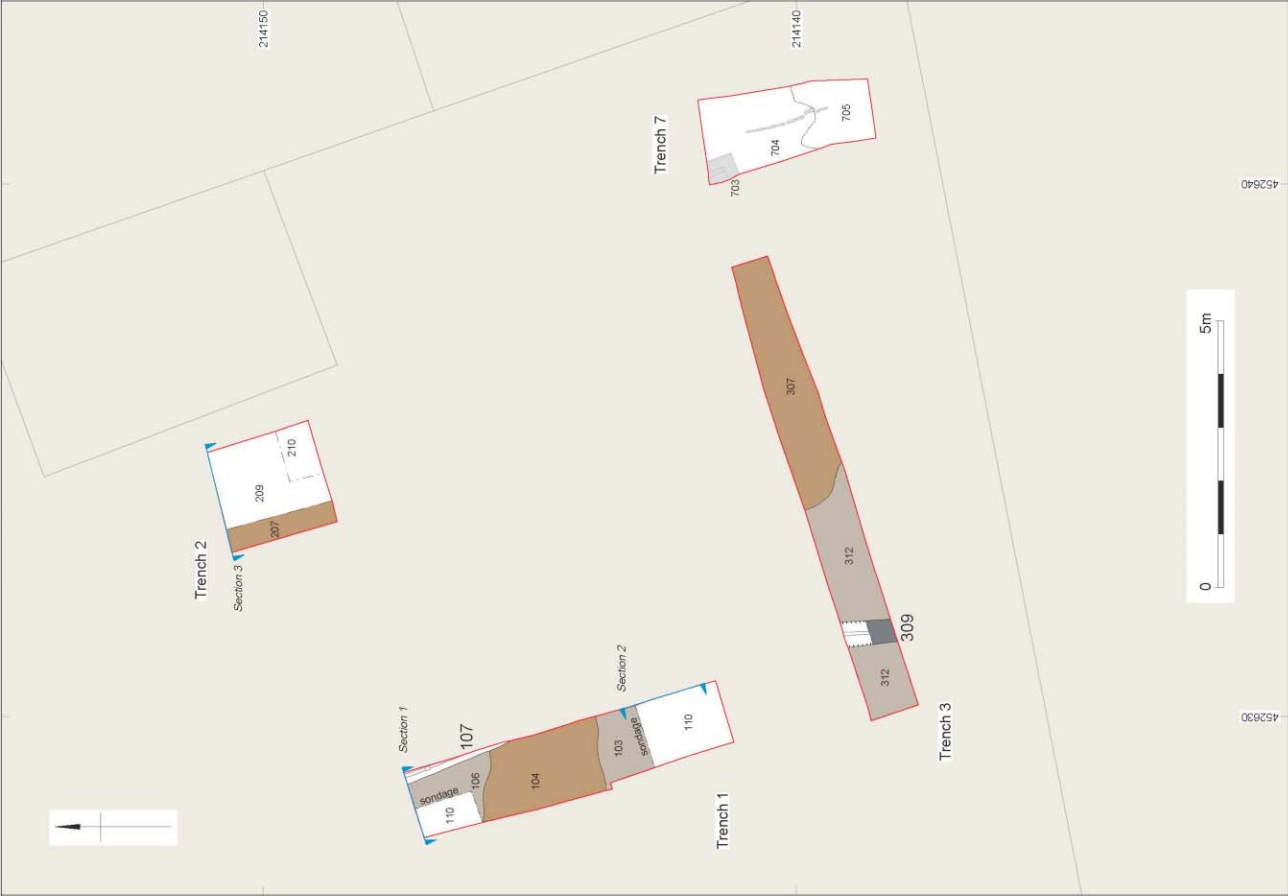 214150
214140
Trench 7
703
704
705
452640
Trench 2
Section 3
207
209
210
307
312
309
312
Trench 3
Section 1
107
sondage
110
106
104
Section 2
103
sondage
110
Trench 1
452630
0
5m